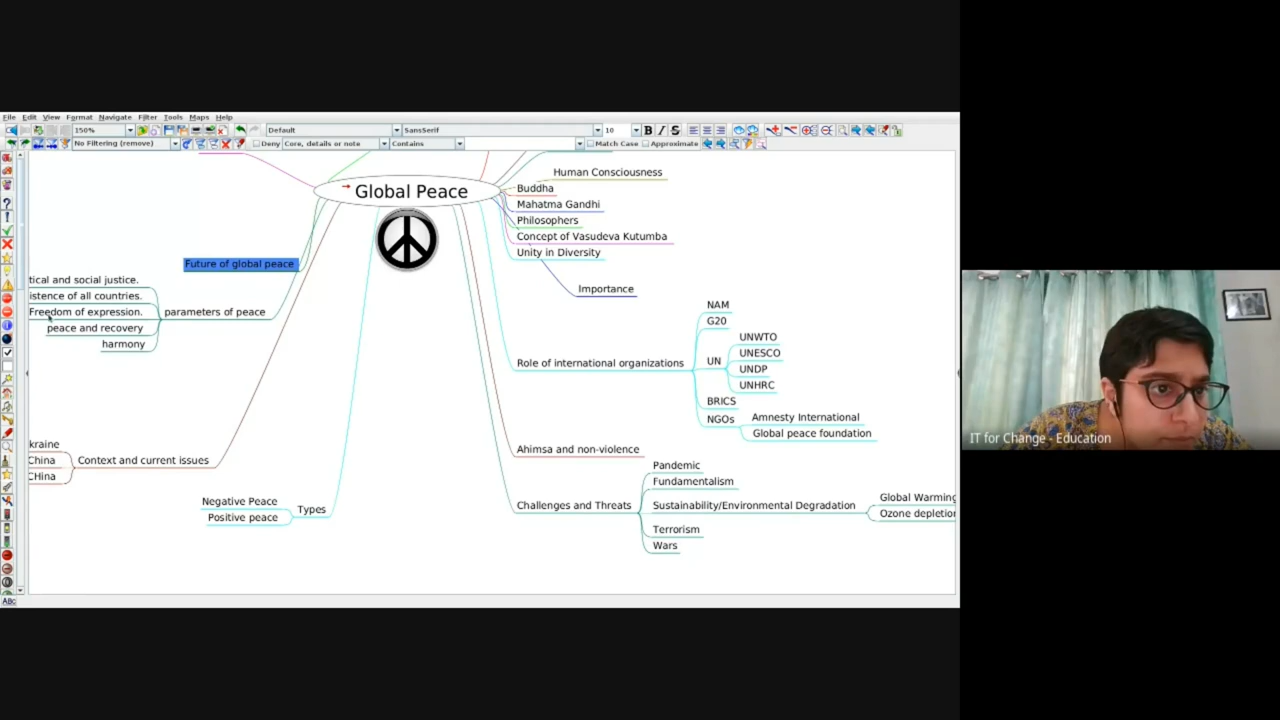 File Edit View Format Navigate Filter Tools Maps Help
150% Default SansSerif 10 B I S
No Filtering (remove) Deny Core, details or note Contains Match Case Approximate
Global Peace
Human Consciousness
Buddha
Mahatma Gandhi
Philosophers
Concept of Vasudeva Kutumba
Unity in Diversity
Importance
Future of global peace
tical and social justice.
istence of all countries.
Freedom of expression.
peace and recovery
harmony
parameters of peace
NAM
G20
UNWTO
UNESCO
UN
UNDP
UNHRC
Role of international organizations
BRICS
NGOs
Amnesty International
Global peace foundation
kraine
China
CHina
Context and current issues
Ahimsa and non-violence
Pandemic
Fundamentalism
Challenges and Threats
Sustainability/Environmental Degradation
Global Warming
Ozone depletion
Terrorism
Wars
Negative Peace
Positive peace
Types
ABc
IT for Change - Education